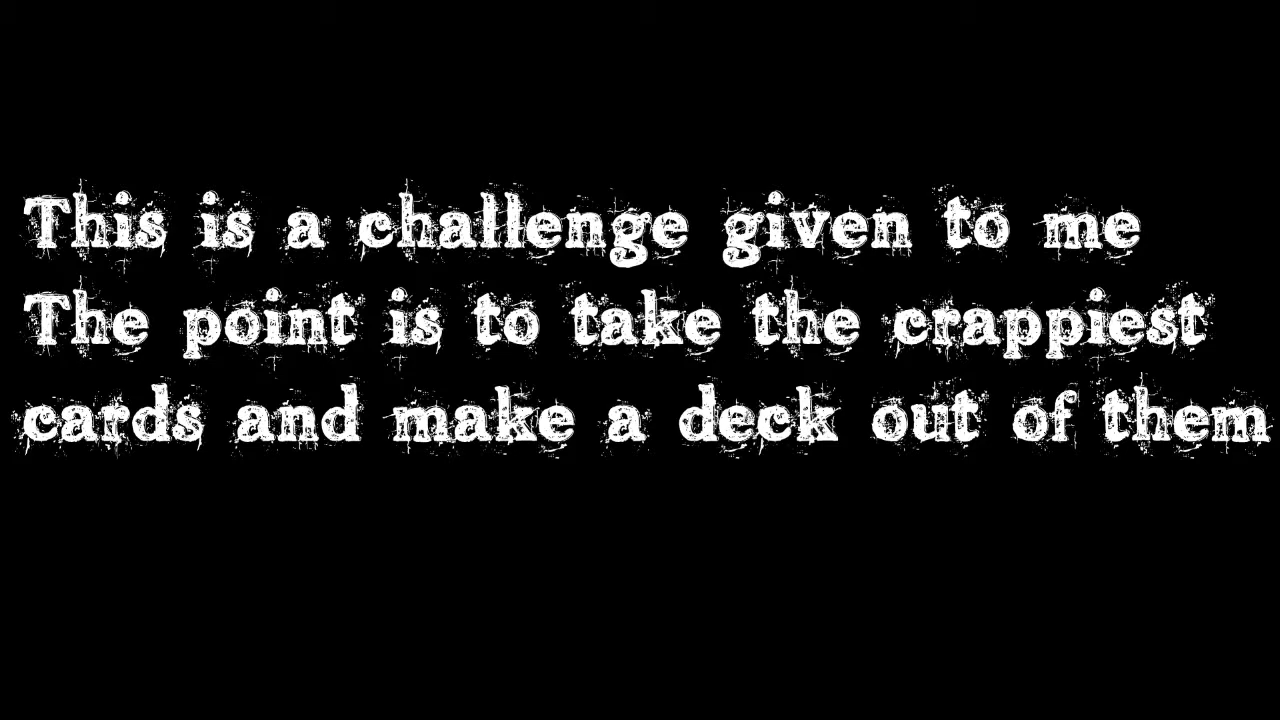 This is a challenge given to me
The point is to take the crappiest
cards and make a deck out of them